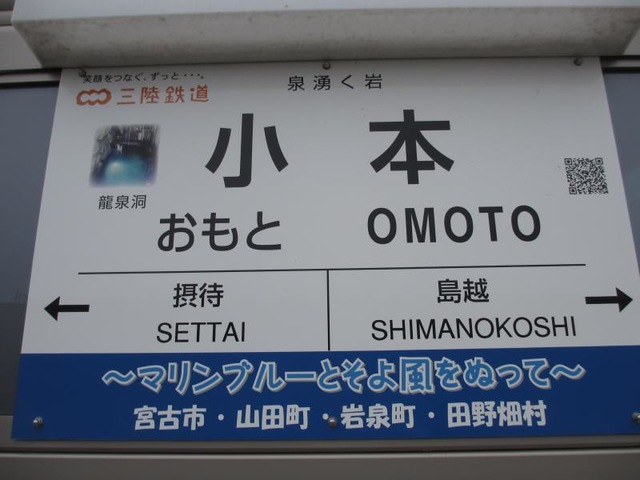 笑顔をつなぐ、ずっと・・・。
三陸鉄道
泉湧く岩
小本
龍泉洞
おもと OMOTO
摂待 島越
SETTAI SHIMANOKOSHI
～マリンブルーとそよ風をぬって～
宮古市・山田町・岩泉町・田野畑村